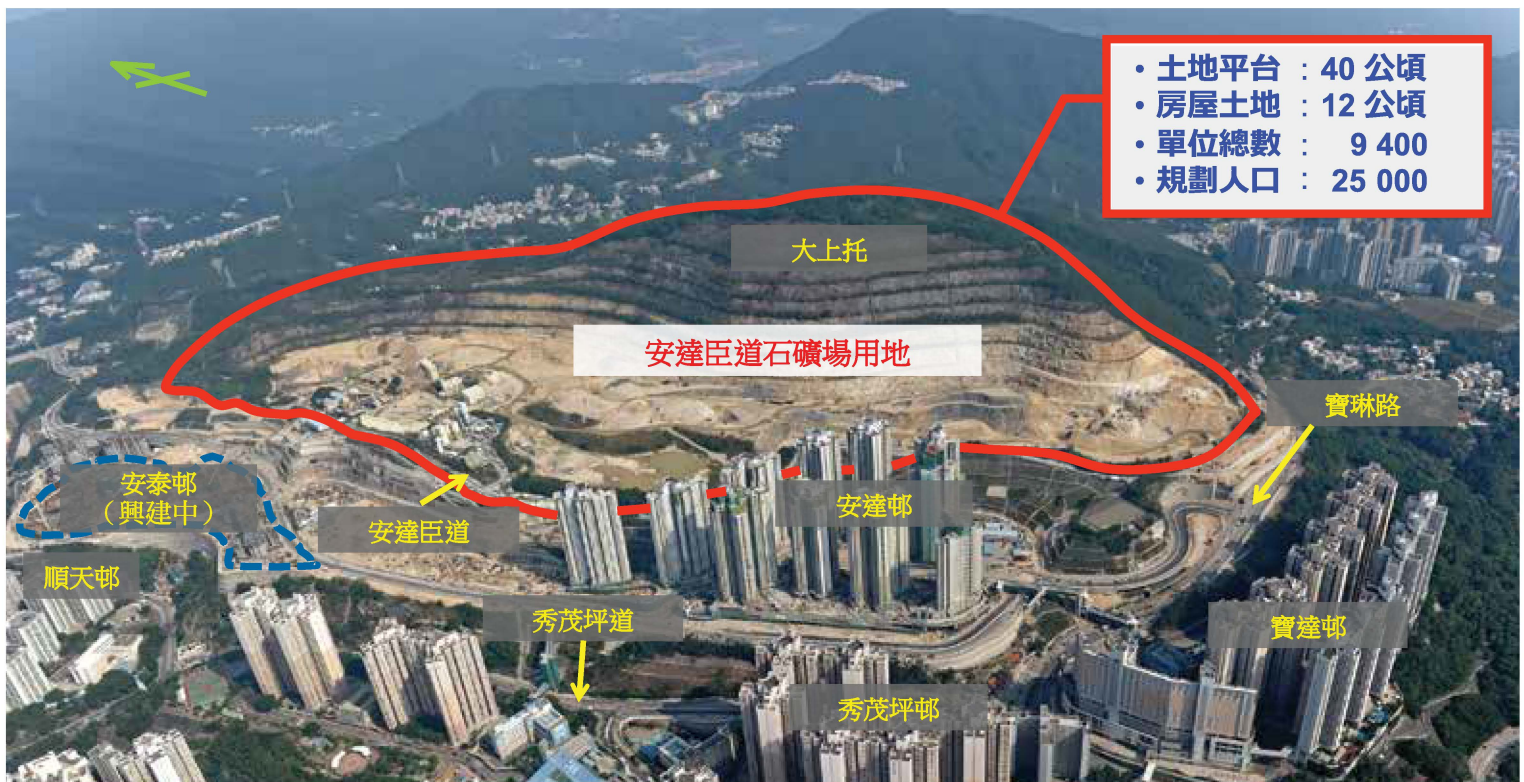 • 土地平台 : 40 公頃
• 房屋土地 : 12 公頃
• 單位總數 : 9 400
• 規劃人口 : 25 000
大上托
安達臣道石礦場用地
寶琳路
安泰邨
（興建中）
安達臣道
安達邨
順天邨
秀茂坪道
寶達邨
秀茂坪邨